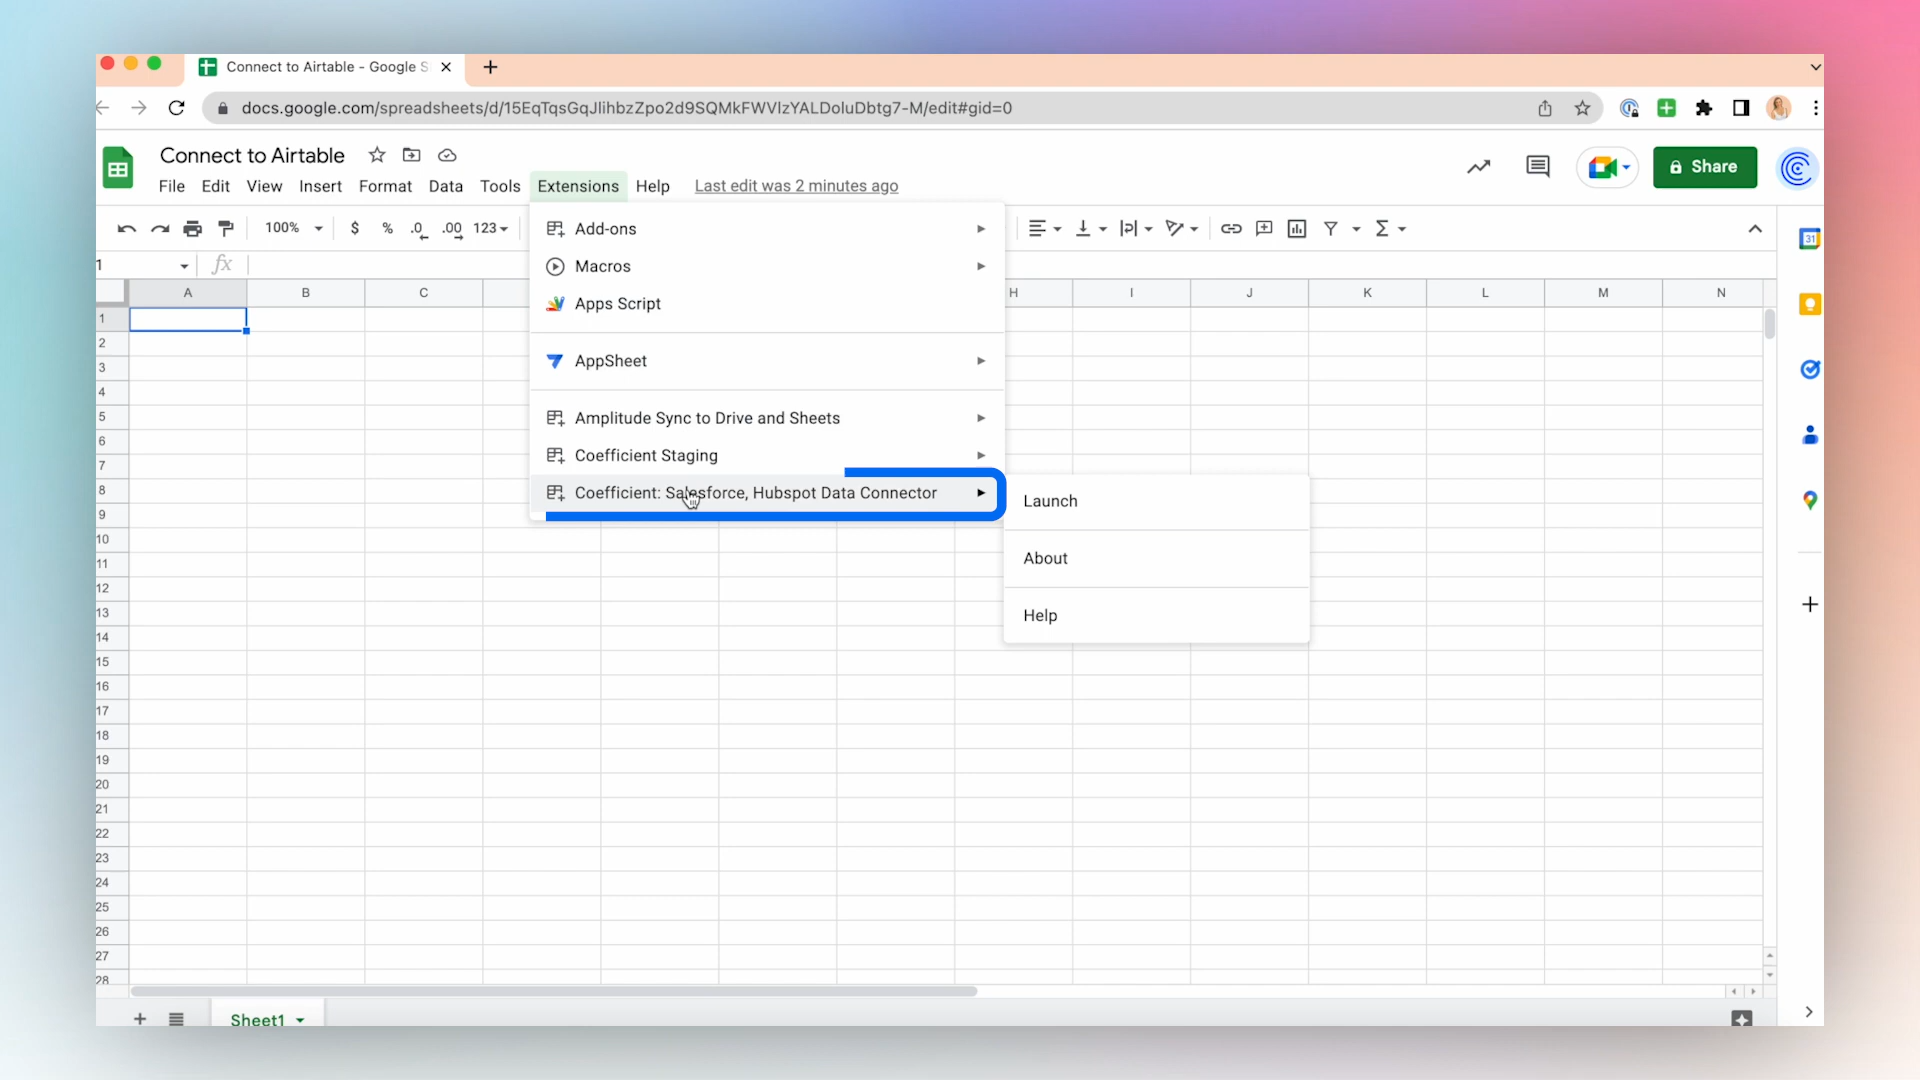 Connect to Airtable - Google S
docs.google.com/spreadsheets/d/15EqTqsGqJlihbzZpo2d9SQMkFWVIzYALDoluDbtg7-M/edit#gid=0
Connect to Airtable
Share
File Edit View Insert Format Data Tools Extensions Help Last edit was 2 minutes ago
100% $ % .0 .00 123
31
1 fx
Add-ons
Macros
Apps Script
AppSheet
Amplitude Sync to Drive and Sheets
Coefficient Staging
Coefficient: Salesforce, Hubspot Data Connector
Launch
About
Help
A B C H I J K L M N
1
2
3
4
5
6
7
8
9
10
11
12
13
14
15
16
17
18
19
20
21
22
23
24
25
26
27
28
Sheet1